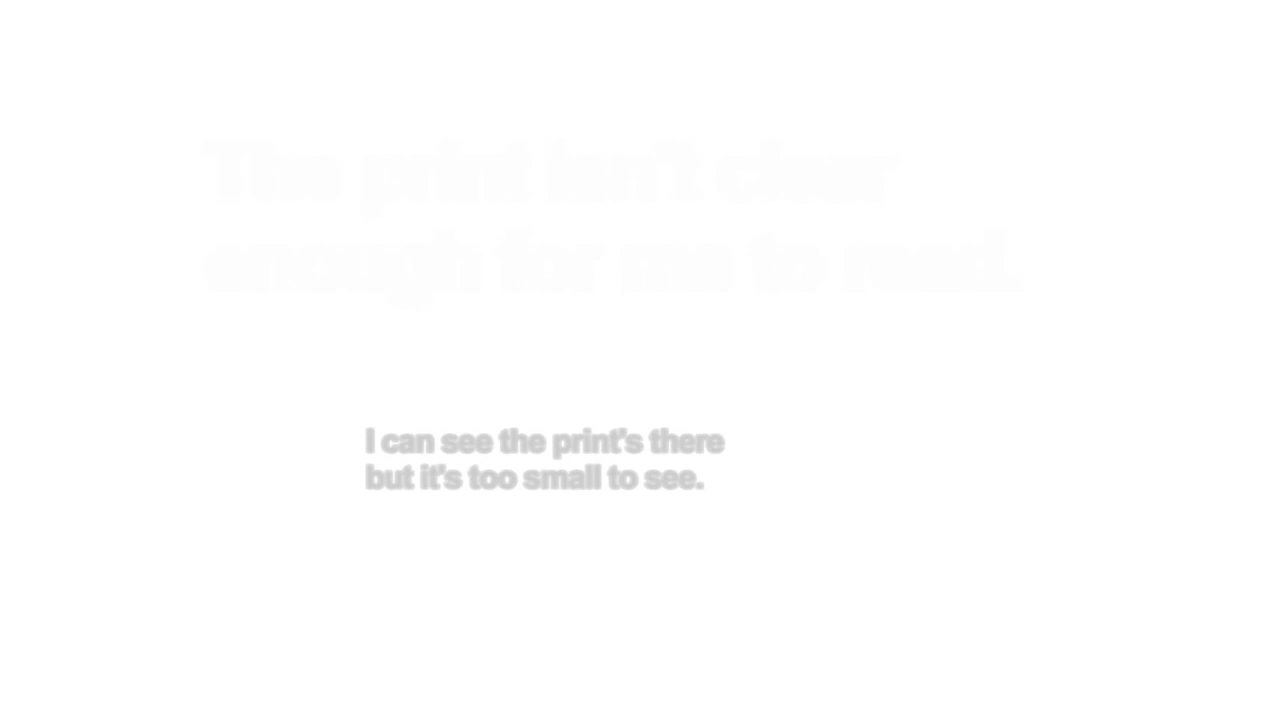 The print isn't clear
enough for me to read.
I can see the print's there
but it's too small to see.